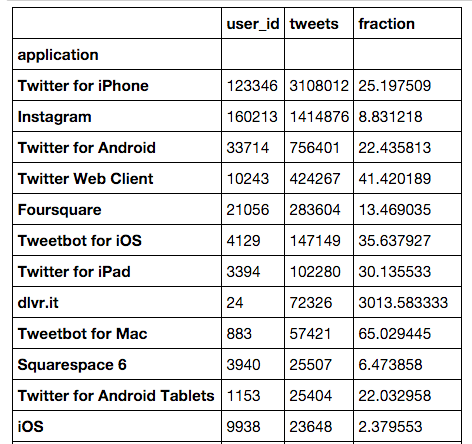 user_id tweets fraction
application
Twitter for iPhone 123346 3108012 25.197509
Instagram 160213 1414876 8.831218
Twitter for Android 33714 756401 22.435813
Twitter Web Client 10243 424267 41.420189
Foursquare 21056 283604 13.469035
Tweetbot for iOS 4129 147149 35.637927
Twitter for iPad 3394 102280 30.135533
dlvr.it 24 72326 3013.583333
Tweetbot for Mac 883 57421 65.029445
Squarespace 6 3940 25507 6.473858
Twitter for Android Tablets 1153 25404 22.032958
iOS 9938 23648 2.379553